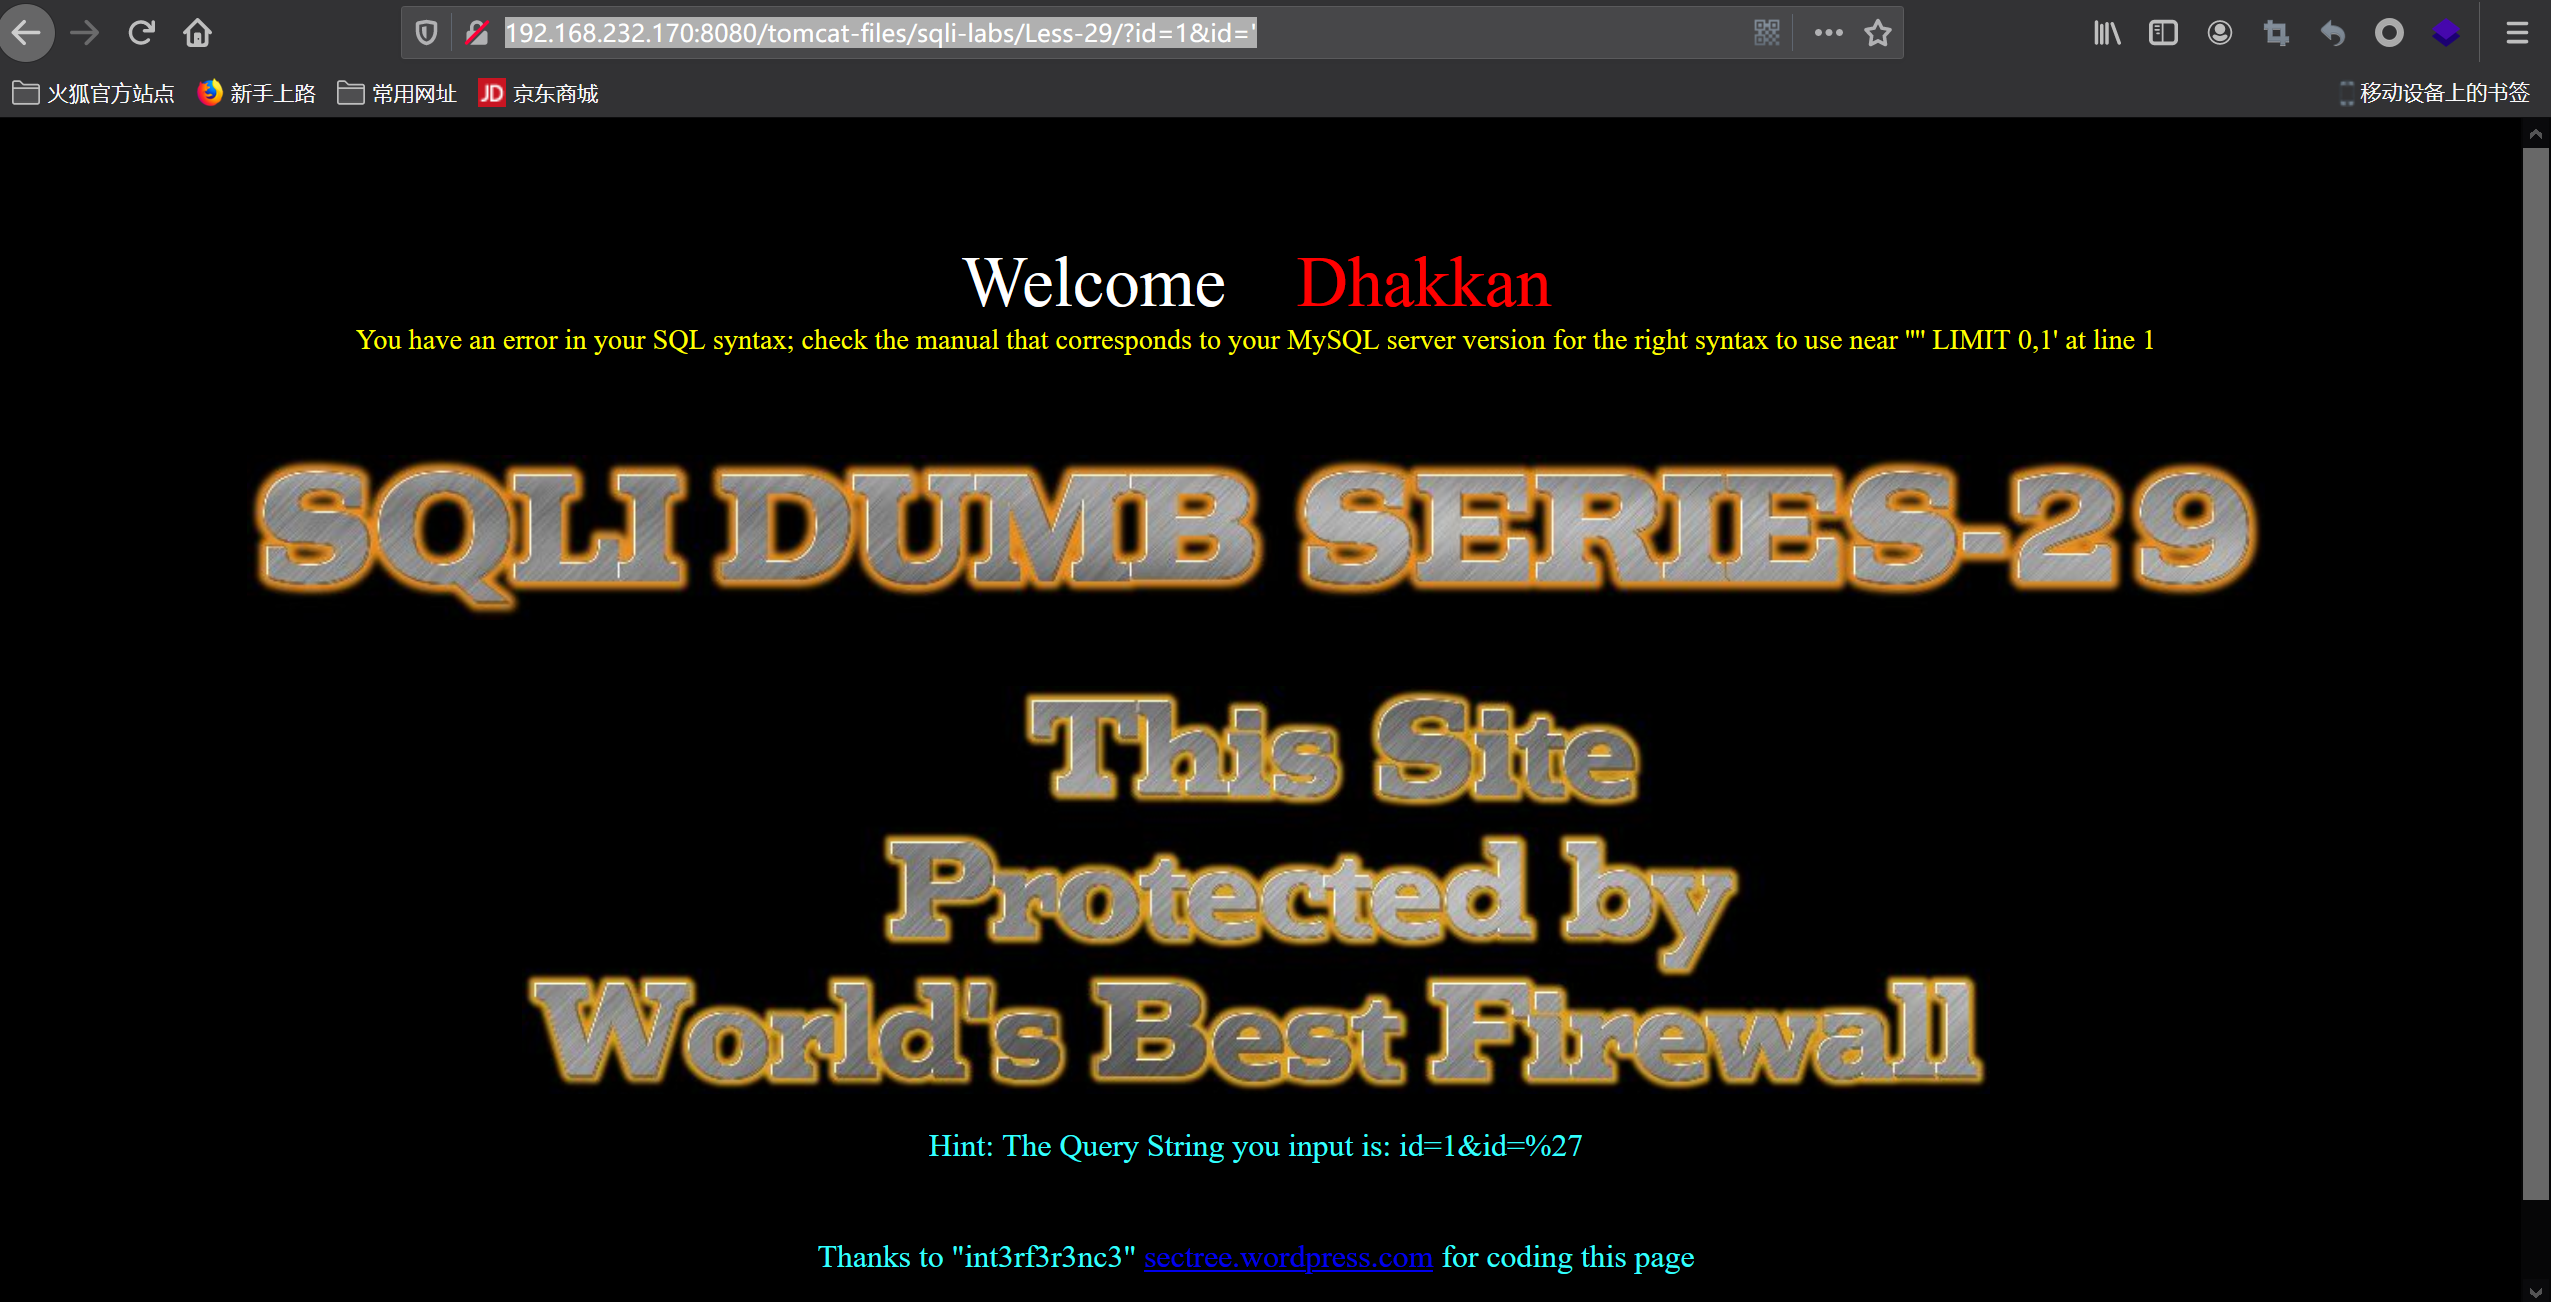 192.168.232.170:8080/tomcat-files/sqli-labs/Less-29/?id=1&id='
火狐官方站点 新手上路 常用网址 JD 京东商城 移动设备上的书签
Welcome Dhakkan
You have an error in your SQL syntax; check the manual that corresponds to your MySQL server version for the right syntax to use near ''''' LIMIT 0,1' at line 1
SQLI DUMB SERIES-29
This Site
Protected by
World's Best Firewall
Hint: The Query String you input is: id=1&id=%27
Thanks to "int3rf3r3nc3" sectree.wordpress.com for coding this page